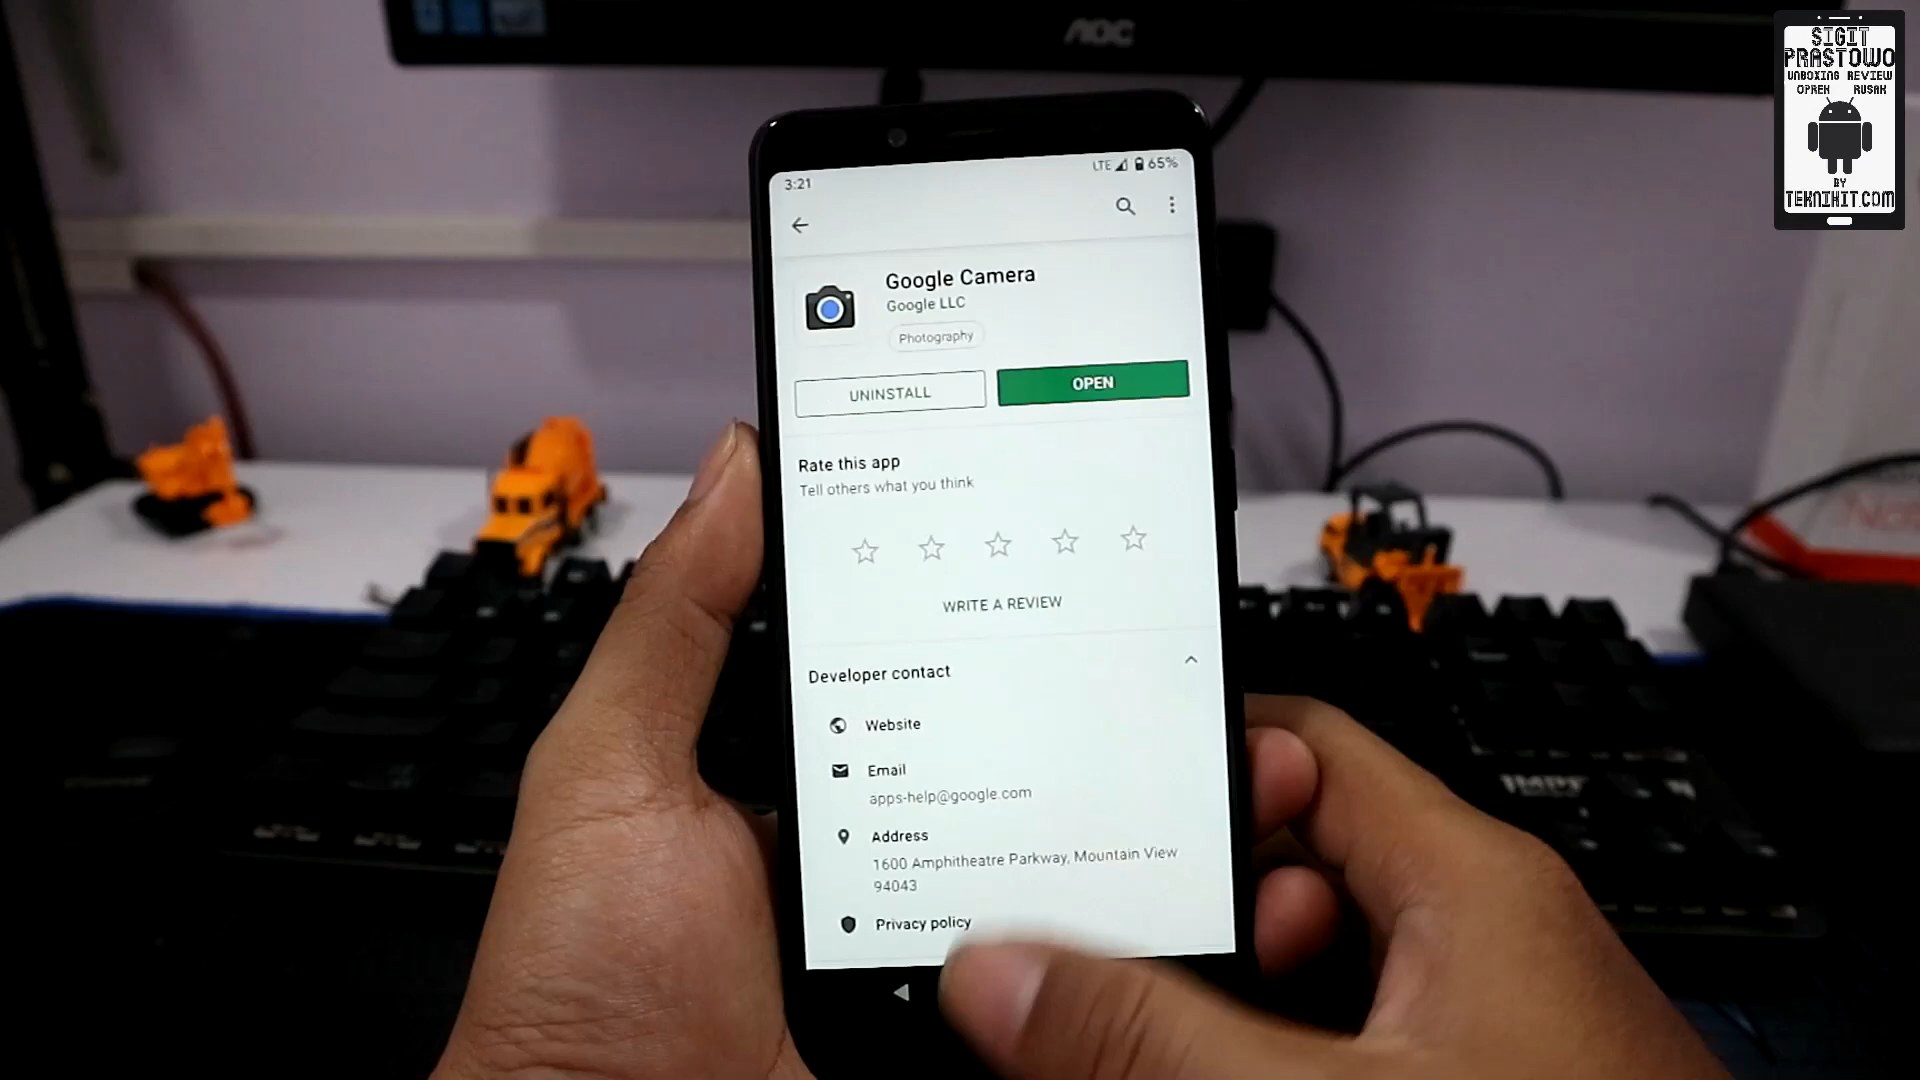 AOC
SIGIT
PRASTOWO
UNBOXING REVIEW
OPREK RUSAK
BY
TEKNIKIT.COM
3:21
LTE 65%
Google Camera
Google LLC
Photography
UNINSTALL
OPEN
Rate this app
Tell others what you think
WRITE A REVIEW
Developer contact
Website
Email
apps-help@google.com
Address
1600 Amphitheatre Parkway, Mountain View
94043
Privacy policy